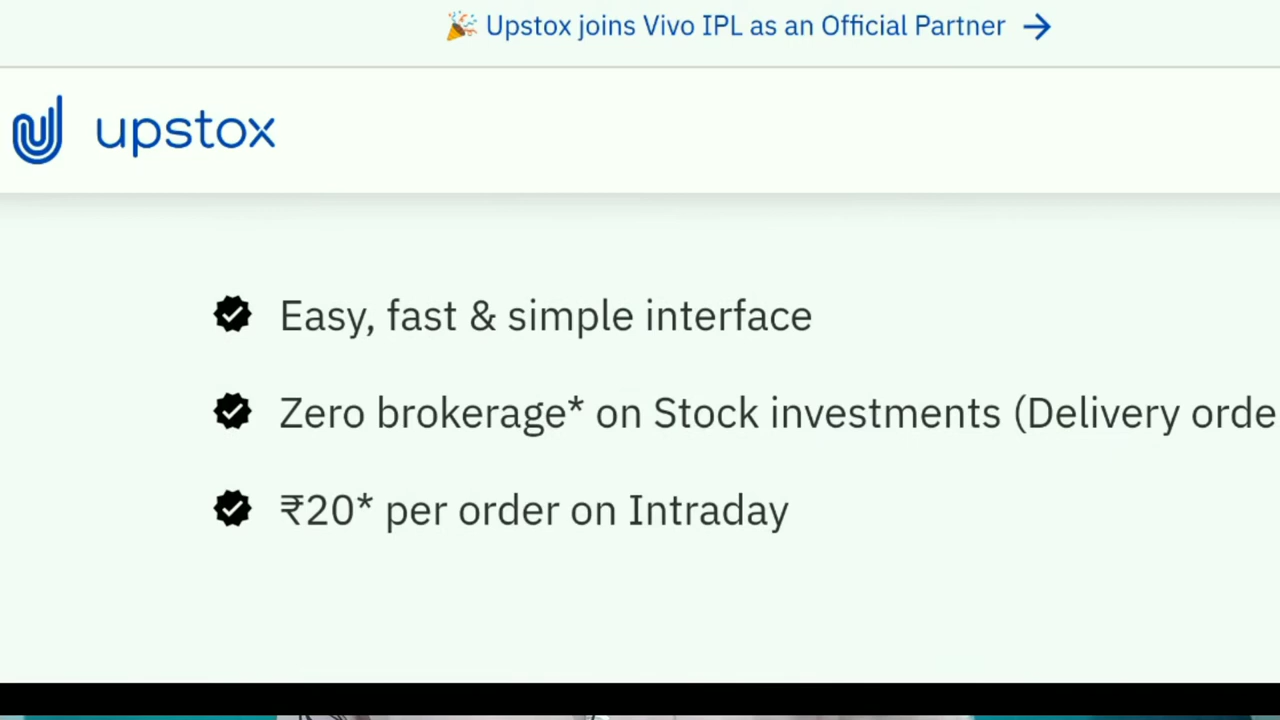 🎉 Upstox joins Vivo IPL as an Official Partner →
upstox
Easy, fast & simple interface
Zero brokerage* on Stock investments (Delivery orde
₹20* per order on Intraday